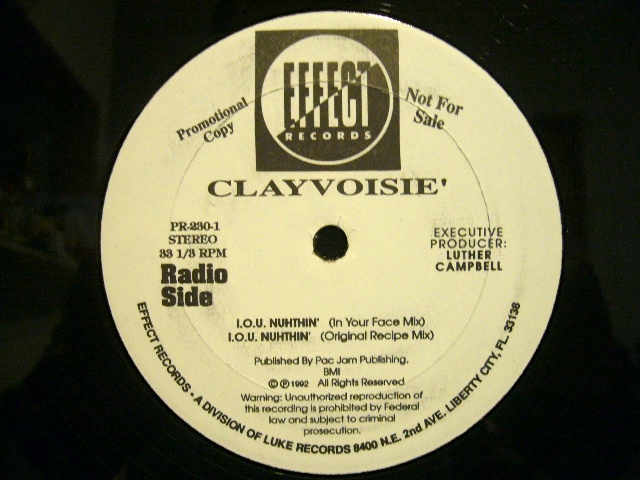 EFFECT
RECORDS
Promotional
Copy
Not For
Sale
CLAYVOISIE'
PR-230-1
STEREO
33 1/3 RPM
Radio
Side
EXECUTIVE
PRODUCER:
LUTHER
CAMPBELL
I.O.U. NUHTHIN' (In Your Face Mix)
I.O.U. NUHTHIN' (Original Recipe Mix)
Published By Pac Jam Publishing,
BMI
© ℗ 1992 All Rights Reserved
Warning: Unauthorized reproduction of
this recording is prohibited by Federal
law and subject to criminal
prosecution.
EFFECT RECORDS • A DIVISION OF LUKE RECORDS 8400 N.E. 2nd AVE. LIBERTY CITY, FL. 33138